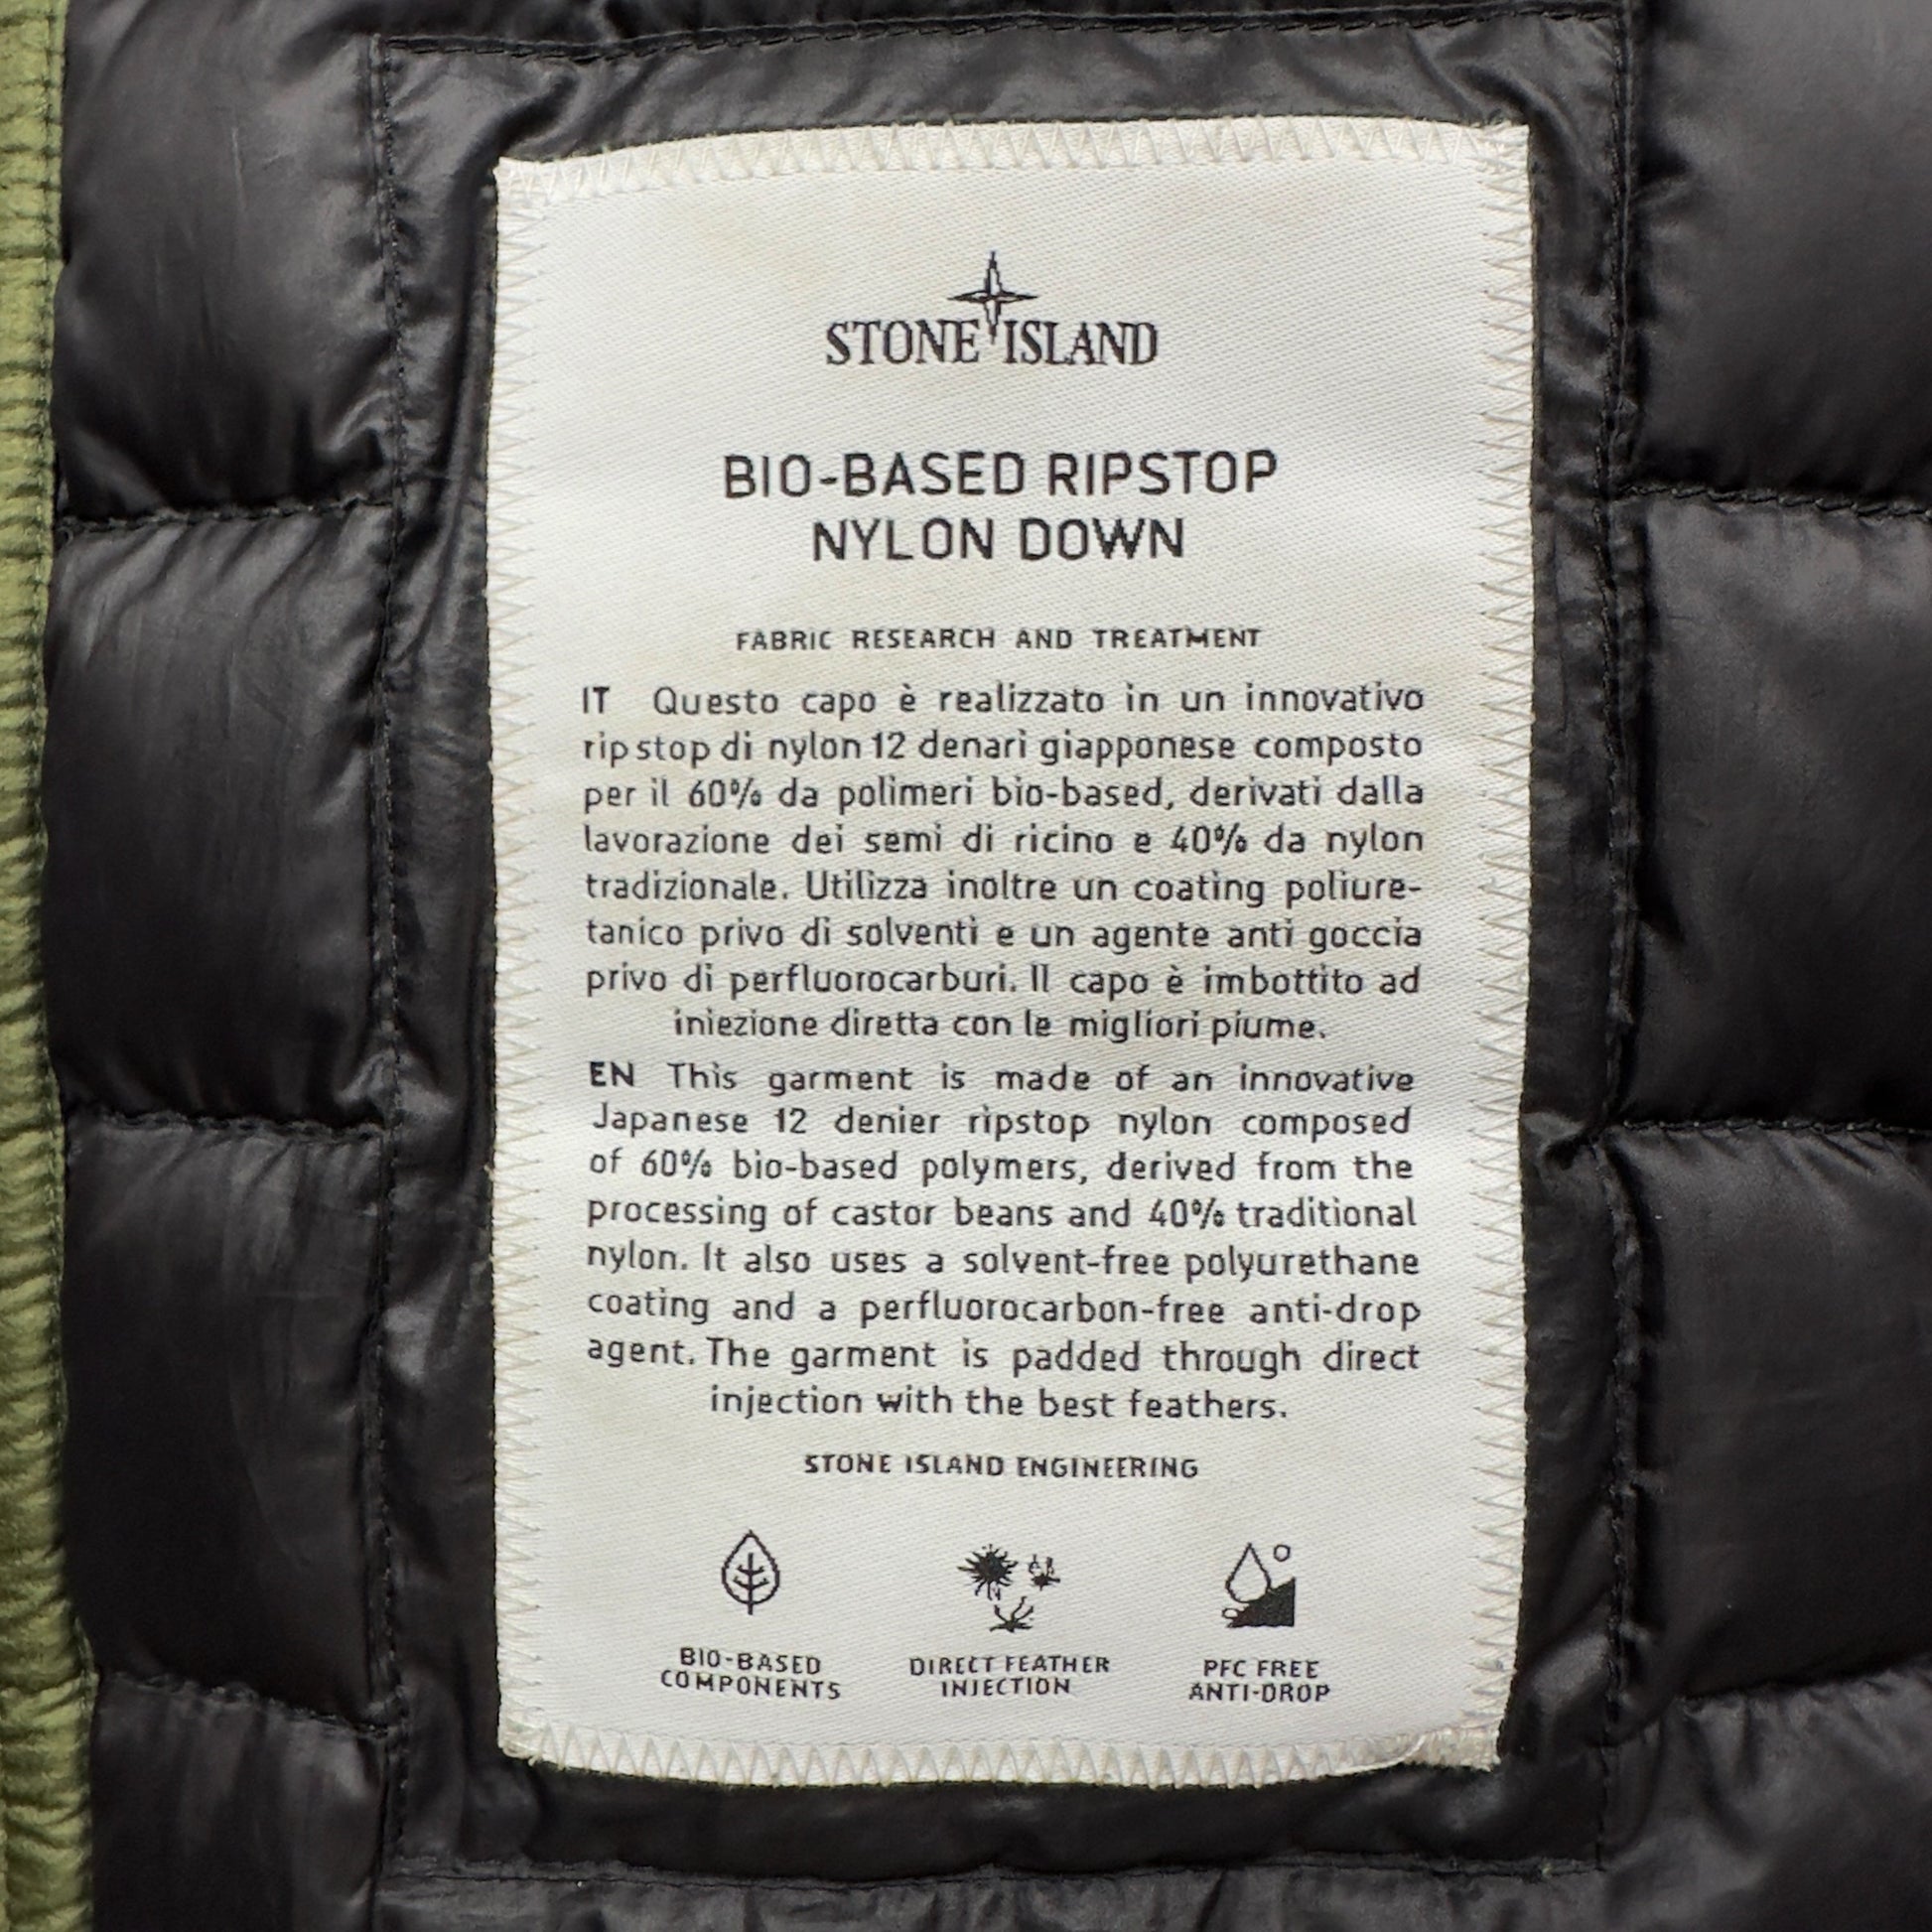 STONE ISLAND
BIO-BASED RIPSTOP
NYLON DOWN
FABRIC RESEARCH AND TREATMENT
IT Questo capo è realizzato in un innovativo
rip stop di nylon 12 denari giapponese composto
per il 60% da polimeri bio-based, derivati dalla
lavorazione dei semi di ricino e 40% da nylon
tradizionale. Utilizza inoltre un coating poliure-
tanico privo di solventi e un agente anti goccia
privo di perfluorocarburi. Il capo è imbottito ad
iniezione diretta con le migliori piume.
EN This garment is made of an innovative
Japanese 12 denier ripstop nylon composed
of 60% bio-based polymers, derived from the
processing of castor beans and 40% traditional
nylon. It also uses a solvent-free polyurethane
coating and a perfluorocarbon-free anti-drop
agent. The garment is padded through direct
injection with the best feathers.
STONE ISLAND ENGINEERING
BIO-BASED
COMPONENTS
DIRECT FEATHER
INJECTION
PFC FREE
ANTI-DROP